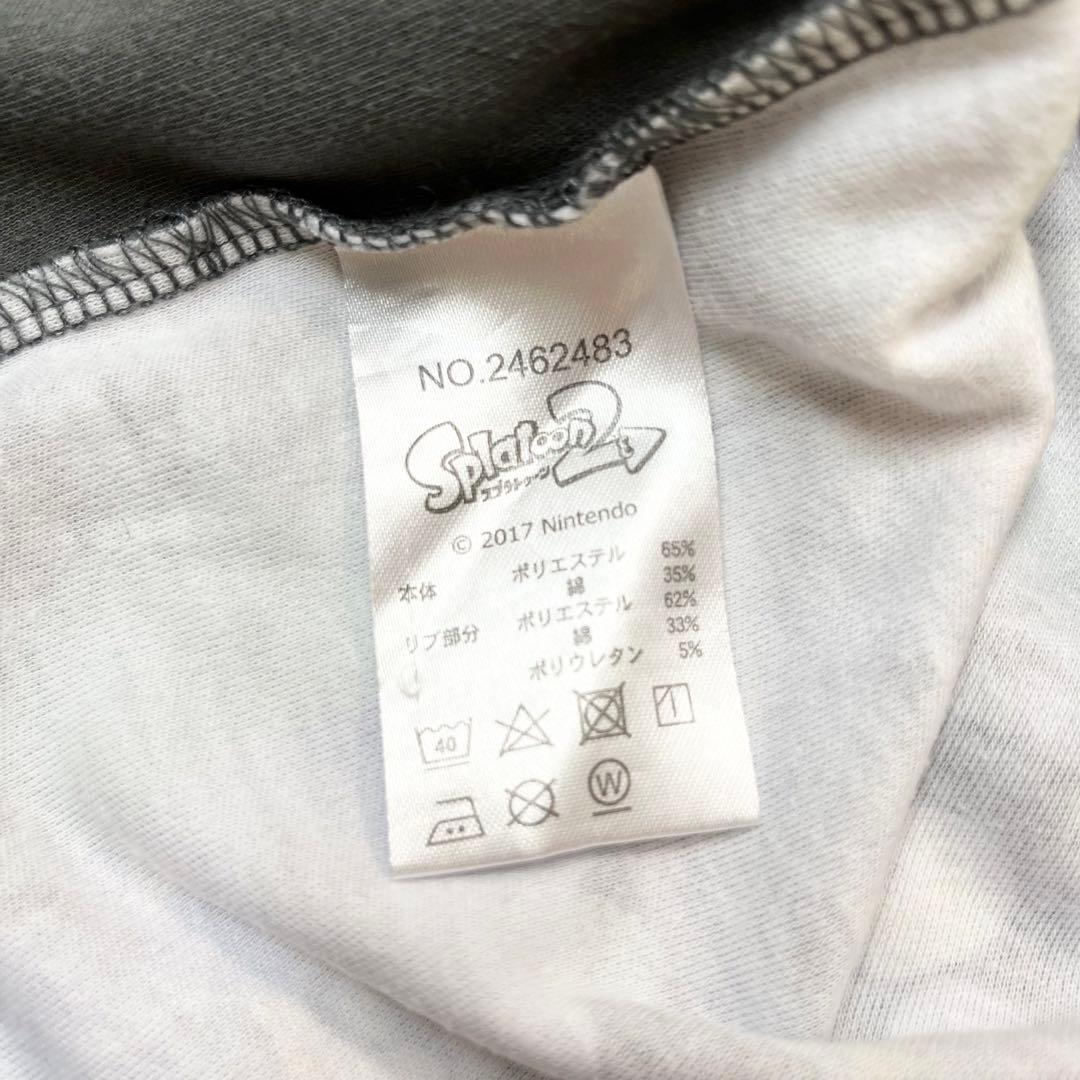 NO.2462483
Splatoon2
スプラトゥーン
© 2017 Nintendo
本体 ポリエステル 65%
綿 35%
リブ部分 ポリエステル 62%
綿 33%
ポリウレタン 5%
40
W